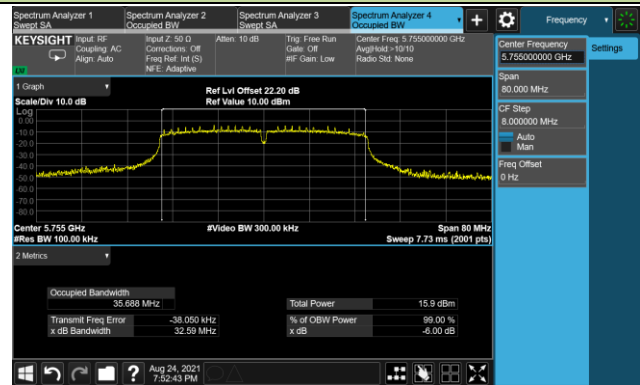 Spectrum Analyzer 1
Swept SA
Spectrum Analyzer 2
Occupied BW
Spectrum Analyzer 3
Swept SA
Spectrum Analyzer 4
Occupied BW
Frequency
KEYSIGHT
LW
Input: RF
Coupling: AC
Align: Auto
Input Z: 50 Ω
Corrections: Off
Freq Ref: Int (S)
NFE: Adaptive
Atten: 10 dB
Trig: Free Run
Gate: Off
#IF Gain: Low
Center Freq: 5.755000000 GHz
Avg|Hold:>10/10
Radio Std: None
Center Frequency
5.755000000 GHz
Settings
Span
80.000 MHz
CF Step
8.000000 MHz
Auto
Man
Freq Offset
0 Hz
1 Graph
Scale/Div 10.0 dB
Ref Lvl Offset 22.20 dB
Ref Value 10.00 dBm
Log
0.00
-10.0
-20.0
-30.0
-40.0
-50.0
-60.0
-70.0
-80.0
Center 5.755 GHz
#Res BW 100.00 kHz
#Video BW 300.00 kHz
Span 80 MHz
Sweep 7.73 ms (2001 pts)
2 Metrics
Occupied Bandwidth
35.688 MHz
Transmit Freq Error -38.050 kHz
x dB Bandwidth 32.59 MHz
Total Power 15.9 dBm
% of OBW Power 99.00 %
x dB -6.00 dB
?
Aug 24, 2021
7:52:43 PM